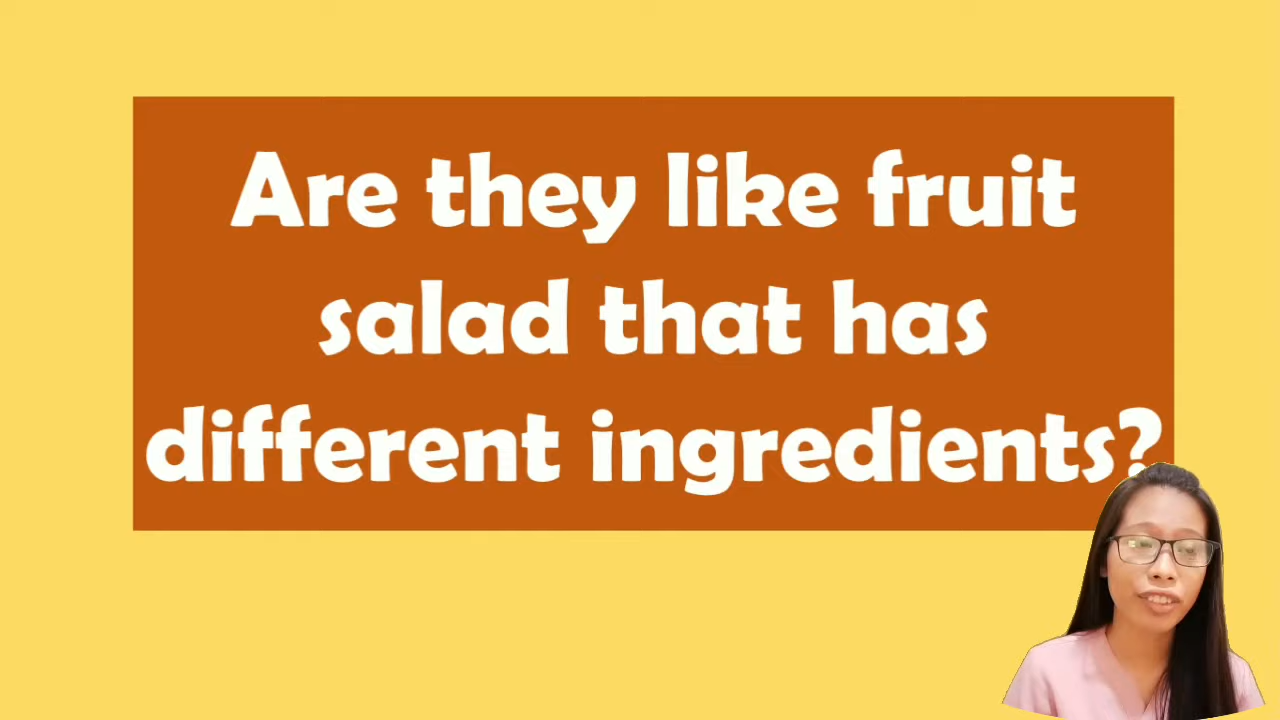 Are they like fruit
salad that has
different ingredients?